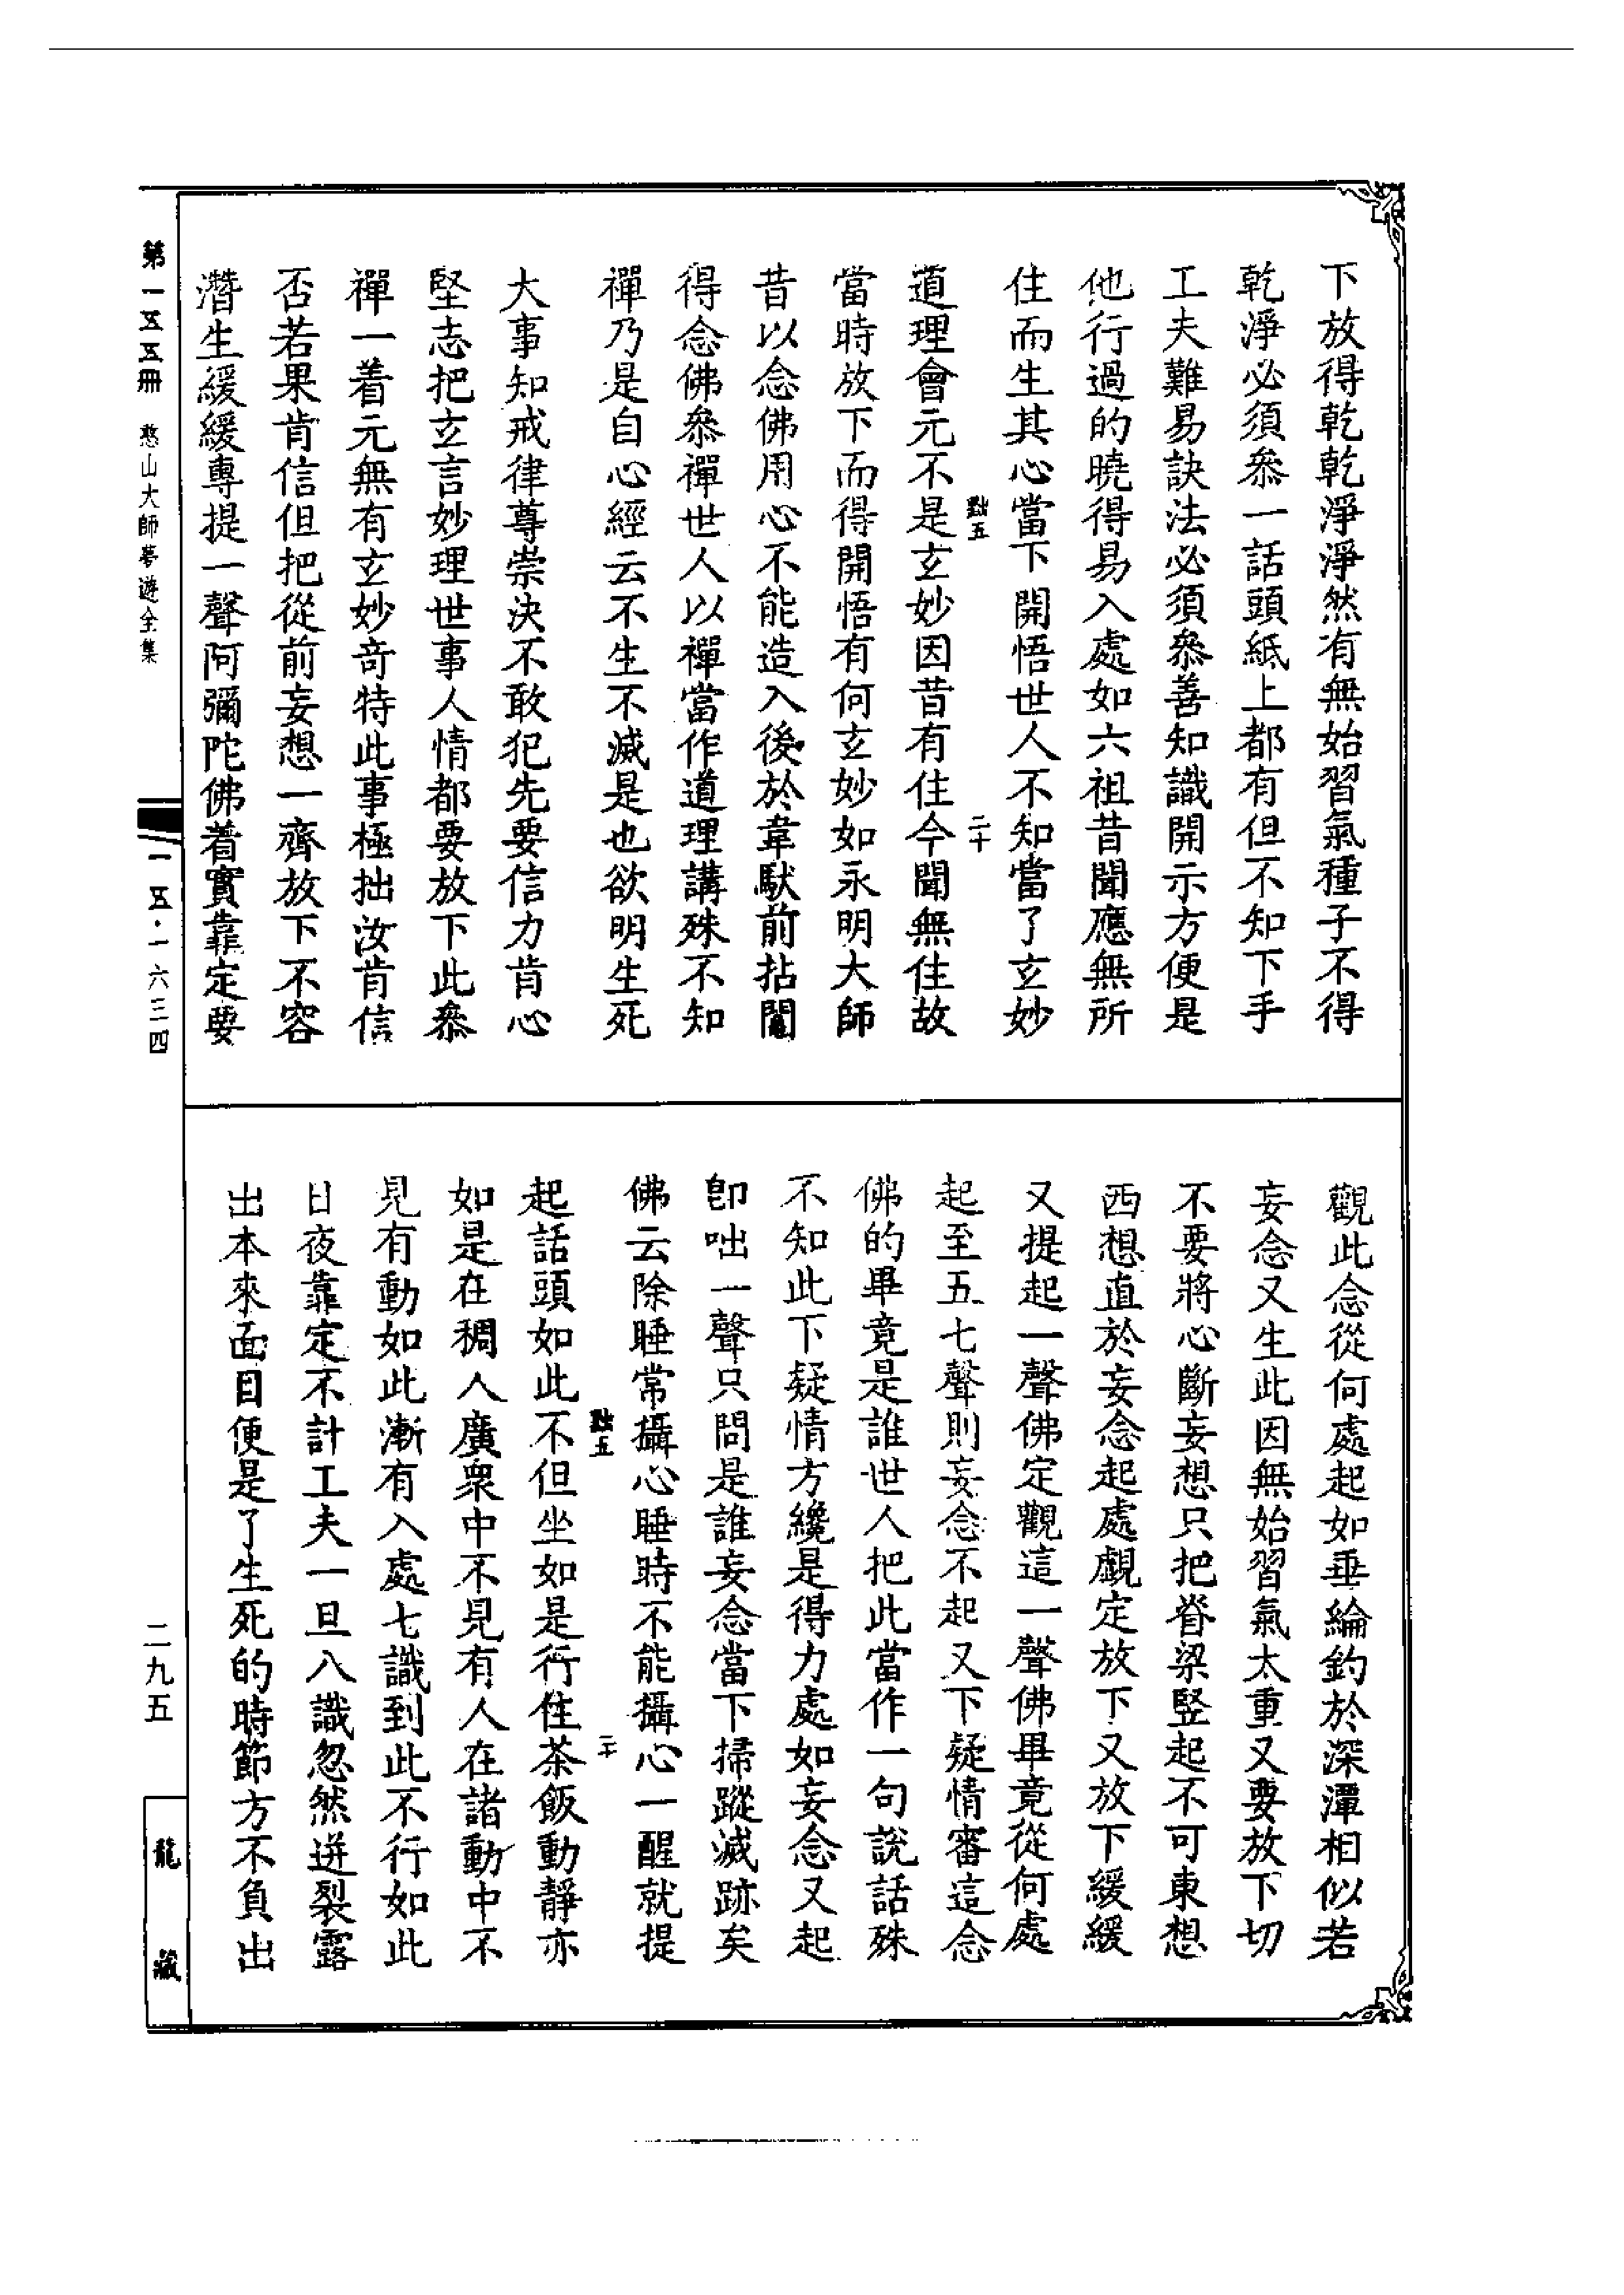 下放得乾乾淨淨然有無始習氣種子不得
乾淨必須叅一話頭紙上都有但不知下手
工夫難易訣法必須叅善知識開示方便是
他行過的曉得易入處如六祖昔聞應無所
住而生其心當下開悟世人不知當了玄妙
二十
道理會元不是玄妙因昔有住今聞無住故
當時放下而得開悟有何玄妙如永明大師
昔以念佛用心不能造入後於韋馱前拈鬮
得念佛叅禪世人以禪當作道理講殊不知
禪乃是自心經云不生不滅是也欲明生死
大事知戒律尊崇決不敢犯先要信力肯心
堅志把玄言妙理世事人情都要放下此叅
禪一着元無有玄妙奇特此事極拙汝肯信
否若果肯信但把從前妄想一齊放下不容
潛生緩緩專提一聲阿彌陀佛着實靠定要
觀此念從何處起如垂綸釣於深潭相似若
妄念又生此因無始習氣太重又要放下切
不要將心斷妄想只把脊梁竪起不可東想
西想直於妄念起處覷定放下又放下緩緩
又提起一聲佛定觀這一聲佛畢竟從何處
起至五七聲則妄念不起又下疑情審這念
佛的畢竟是誰世人把此當作一句說話殊
不知此下疑情方纔是得力處如妄念又起
卽咄一聲只問是誰妄念當下掃蹤滅跡矣
佛云除睡常攝心睡時不能攝心一醒就提
起話頭如此不但坐如是行住茶飯動靜亦
如是在稠人廣衆中不見有人在諸動中不
見有動如此漸有入處七識到此不行如此
日夜靠定不計工夫一旦八識忽然迸裂露
出本來面目便是了生死的時節方不負出
第一五五冊 憨山大師夢遊全集
一五·一六三四
二九五
龍藏